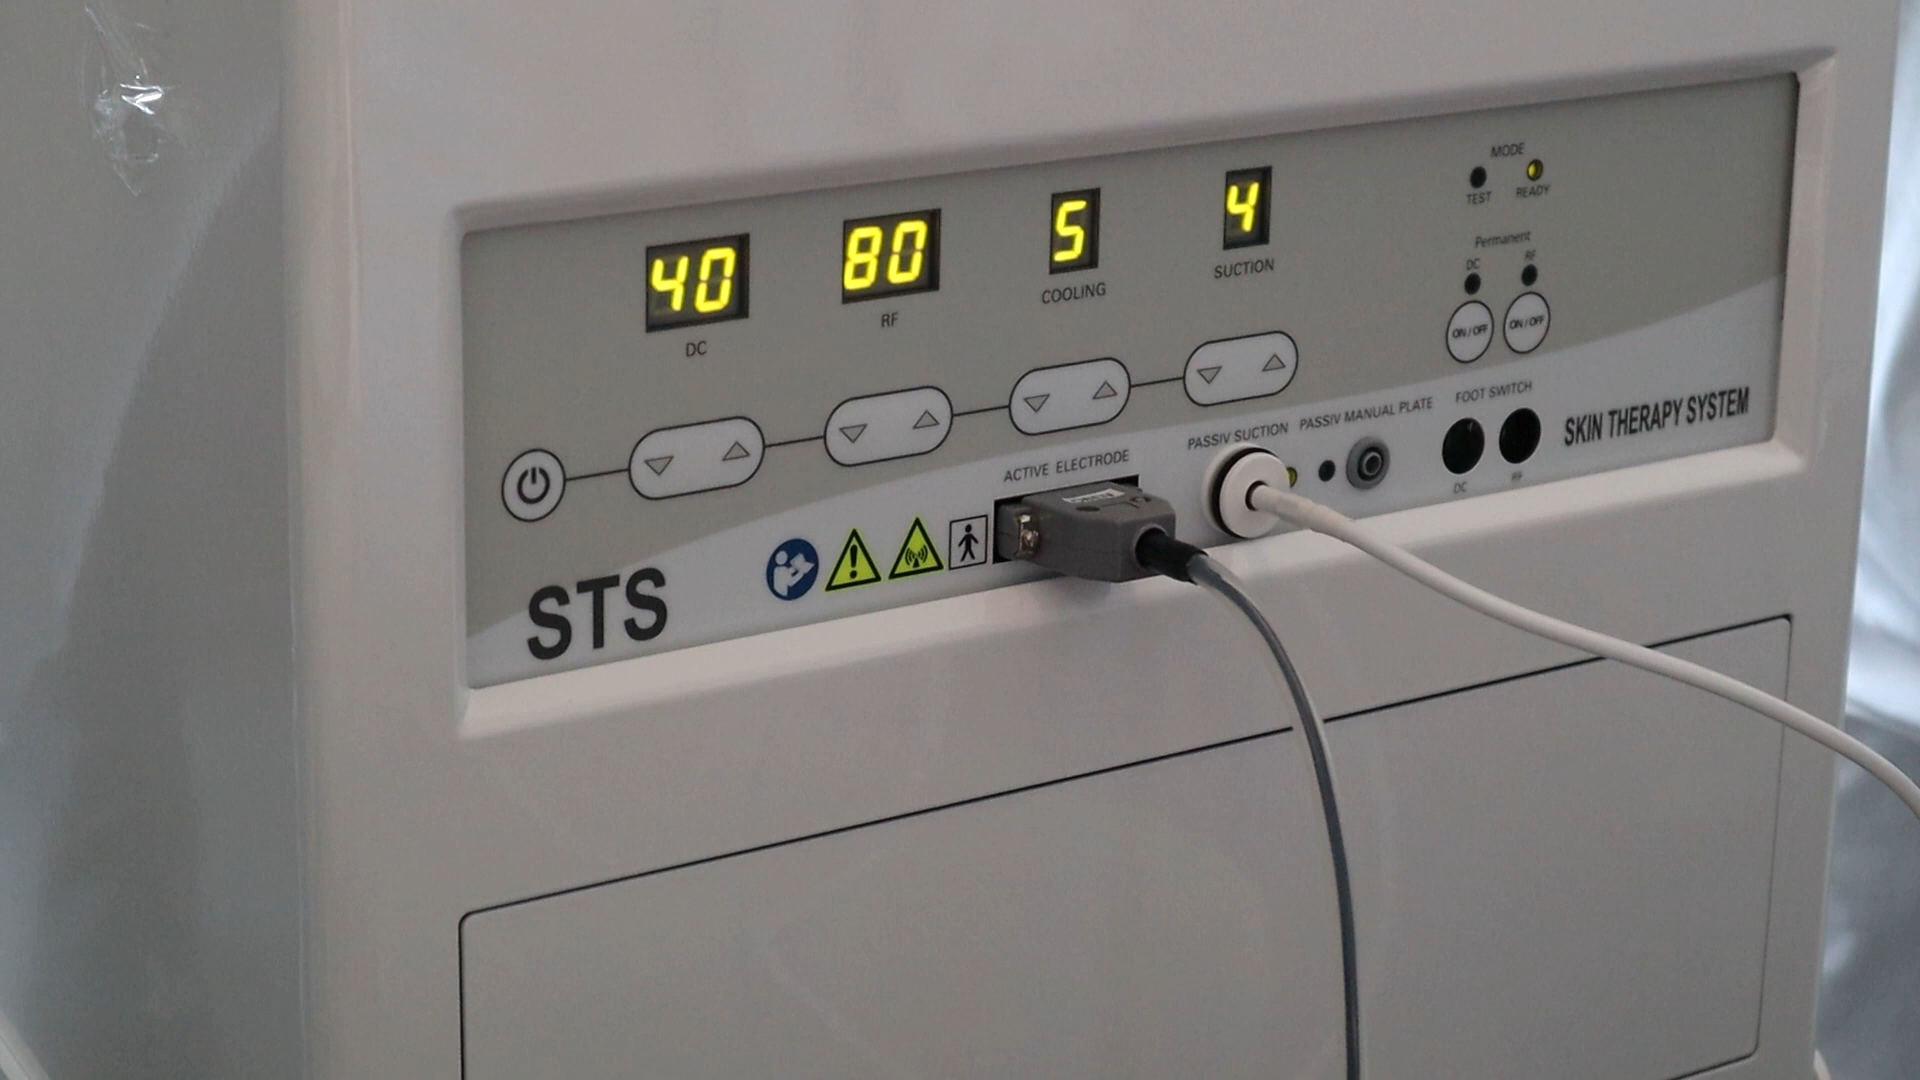 40
80
5
4
DC
RF
COOLING
SUCTION
MODE
TEST
READY
Permanent
DC
RF
ON / OFF
ON / OFF
FOOT SWITCH
DC
RF
ACTIVE ELECTRODE
PASSIV SUCTION
PASSIV MANUAL PLATE
SKIN THERAPY SYSTEM
STS